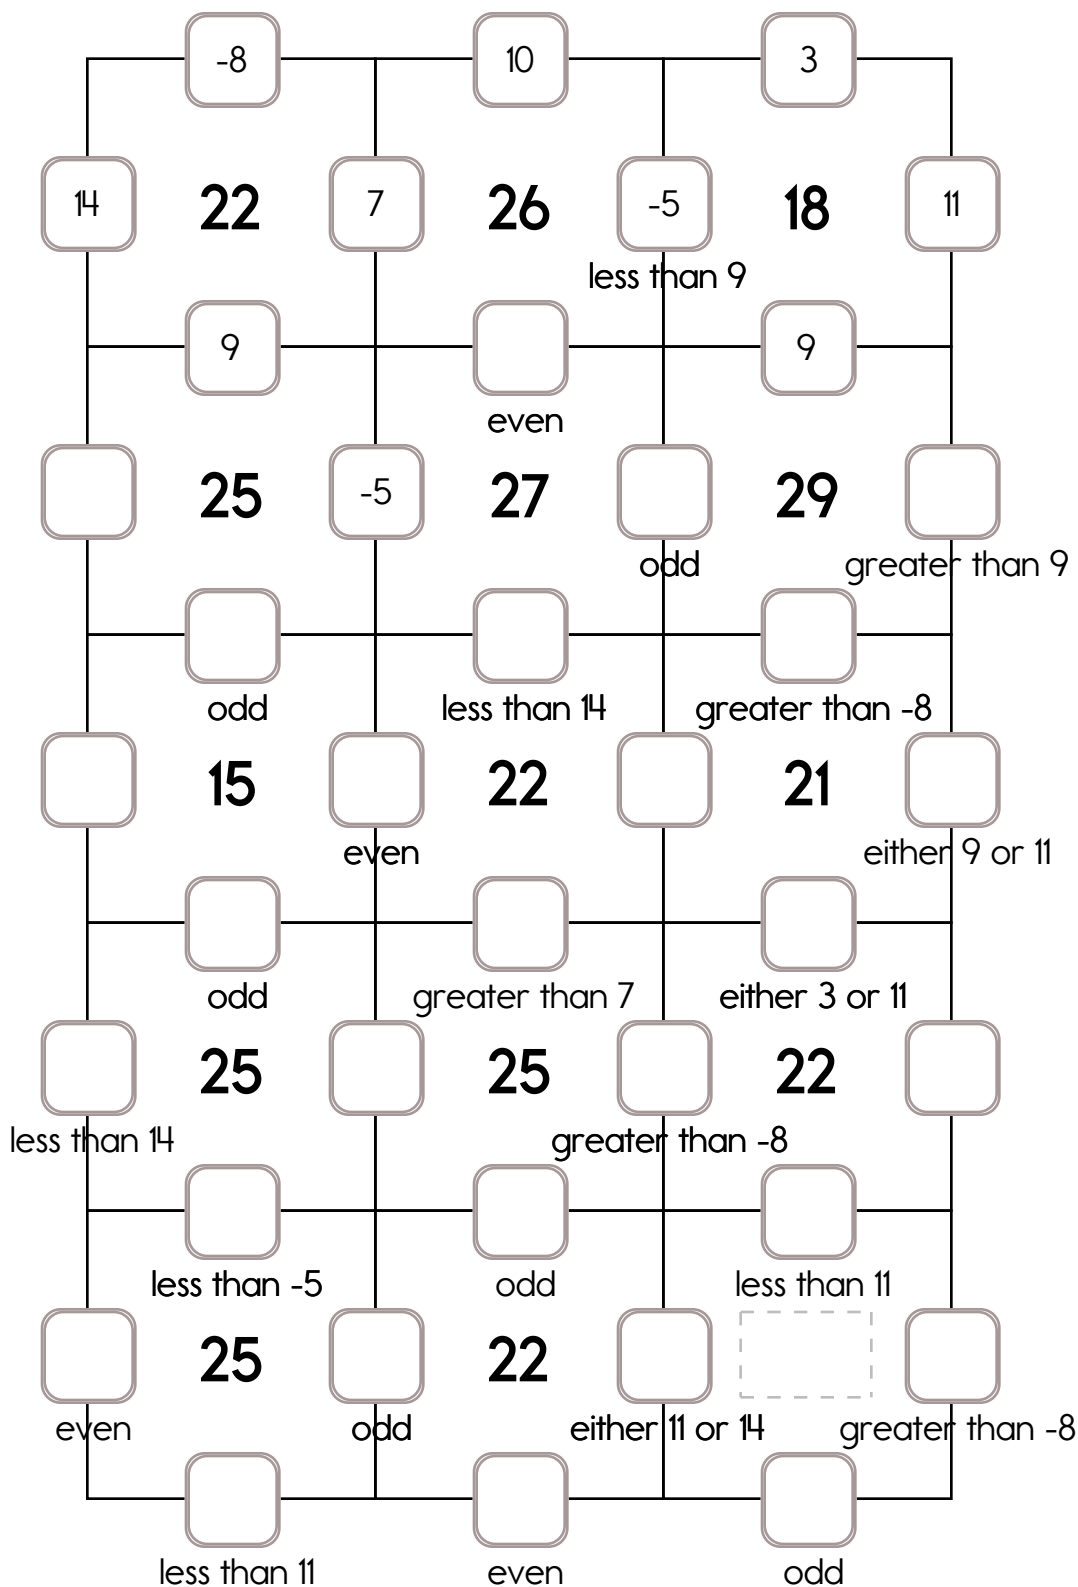 -8 10 3
14 22 7 26 -5 18 11
less than 9
9 9
even
25 -5 27 29
odd greater than 9
odd less than 14 greater than -8
15 22 21
even either 9 or 11
odd greater than 7 either 3 or 11
25 25 22
less than 14 greater than -8
less than -5 odd less than 11
25 22
even odd either 11 or 14 greater than -8
less than 11 even odd